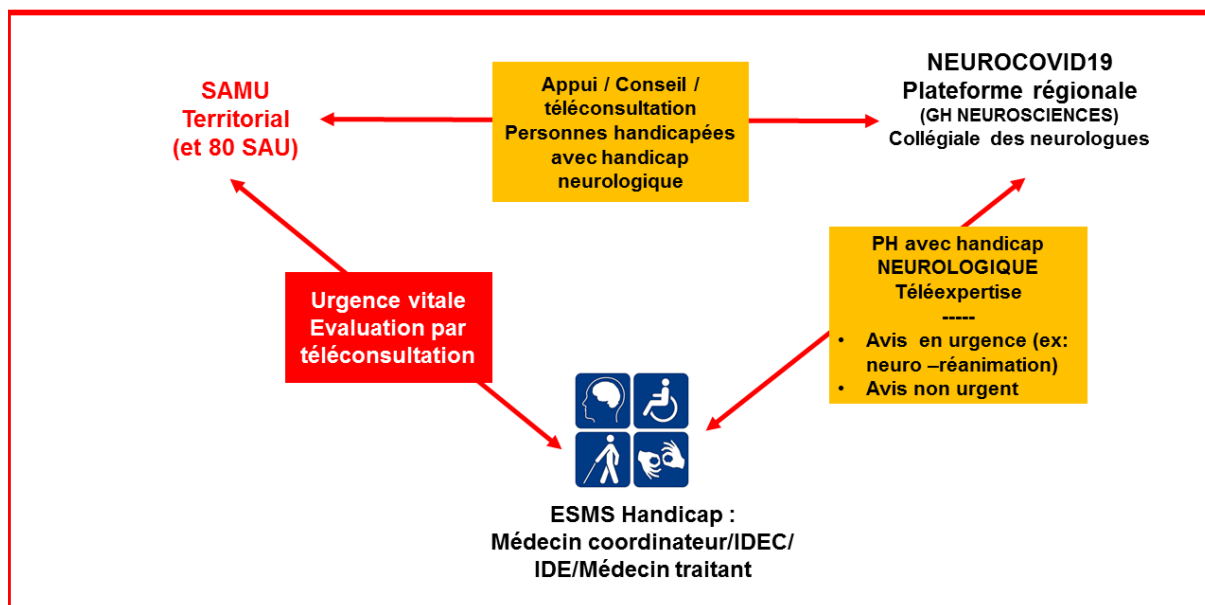 SAMU
Territorial
(et 80 SAU)
Appui / Conseil /
téléconsultation
Personnes handicapées
avec handicap
neurologique
NEUROCOVID19
Plateforme régionale
(GH NEUROSCIENCES)
Collégiale des neurologues
Urgence vitale
Evaluation par
téléconsultation
PH avec handicap
NEUROLOGIQUE
Téléexpertise
-----
• Avis en urgence (ex:
neuro –réanimation)
• Avis non urgent
ESMS Handicap :
Médecin coordinateur/IDEC/
IDE/Médecin traitant